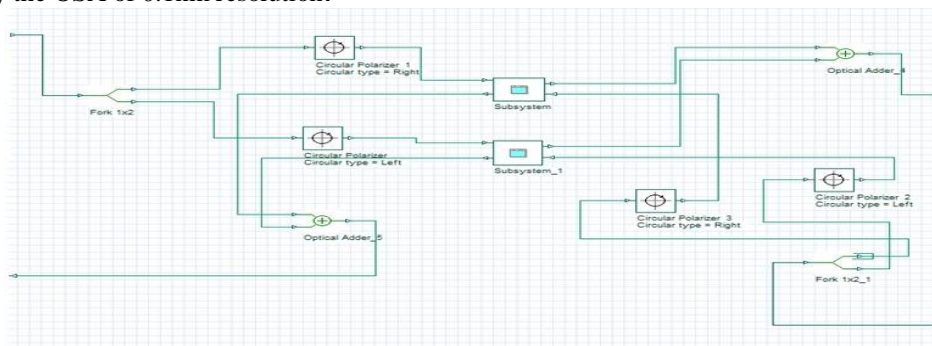 Circular Polarizer_1
Circular type = Right
Optical Adder_4
Fork 1x2
Subsystem
Circular Polarizer
Circular type = Left
Subsystem_1
Circular Polarizer_2
Circular type = Left
Circular Polarizer_3
Circular type = Right
Optical Adder_5
Fork 1x2_1